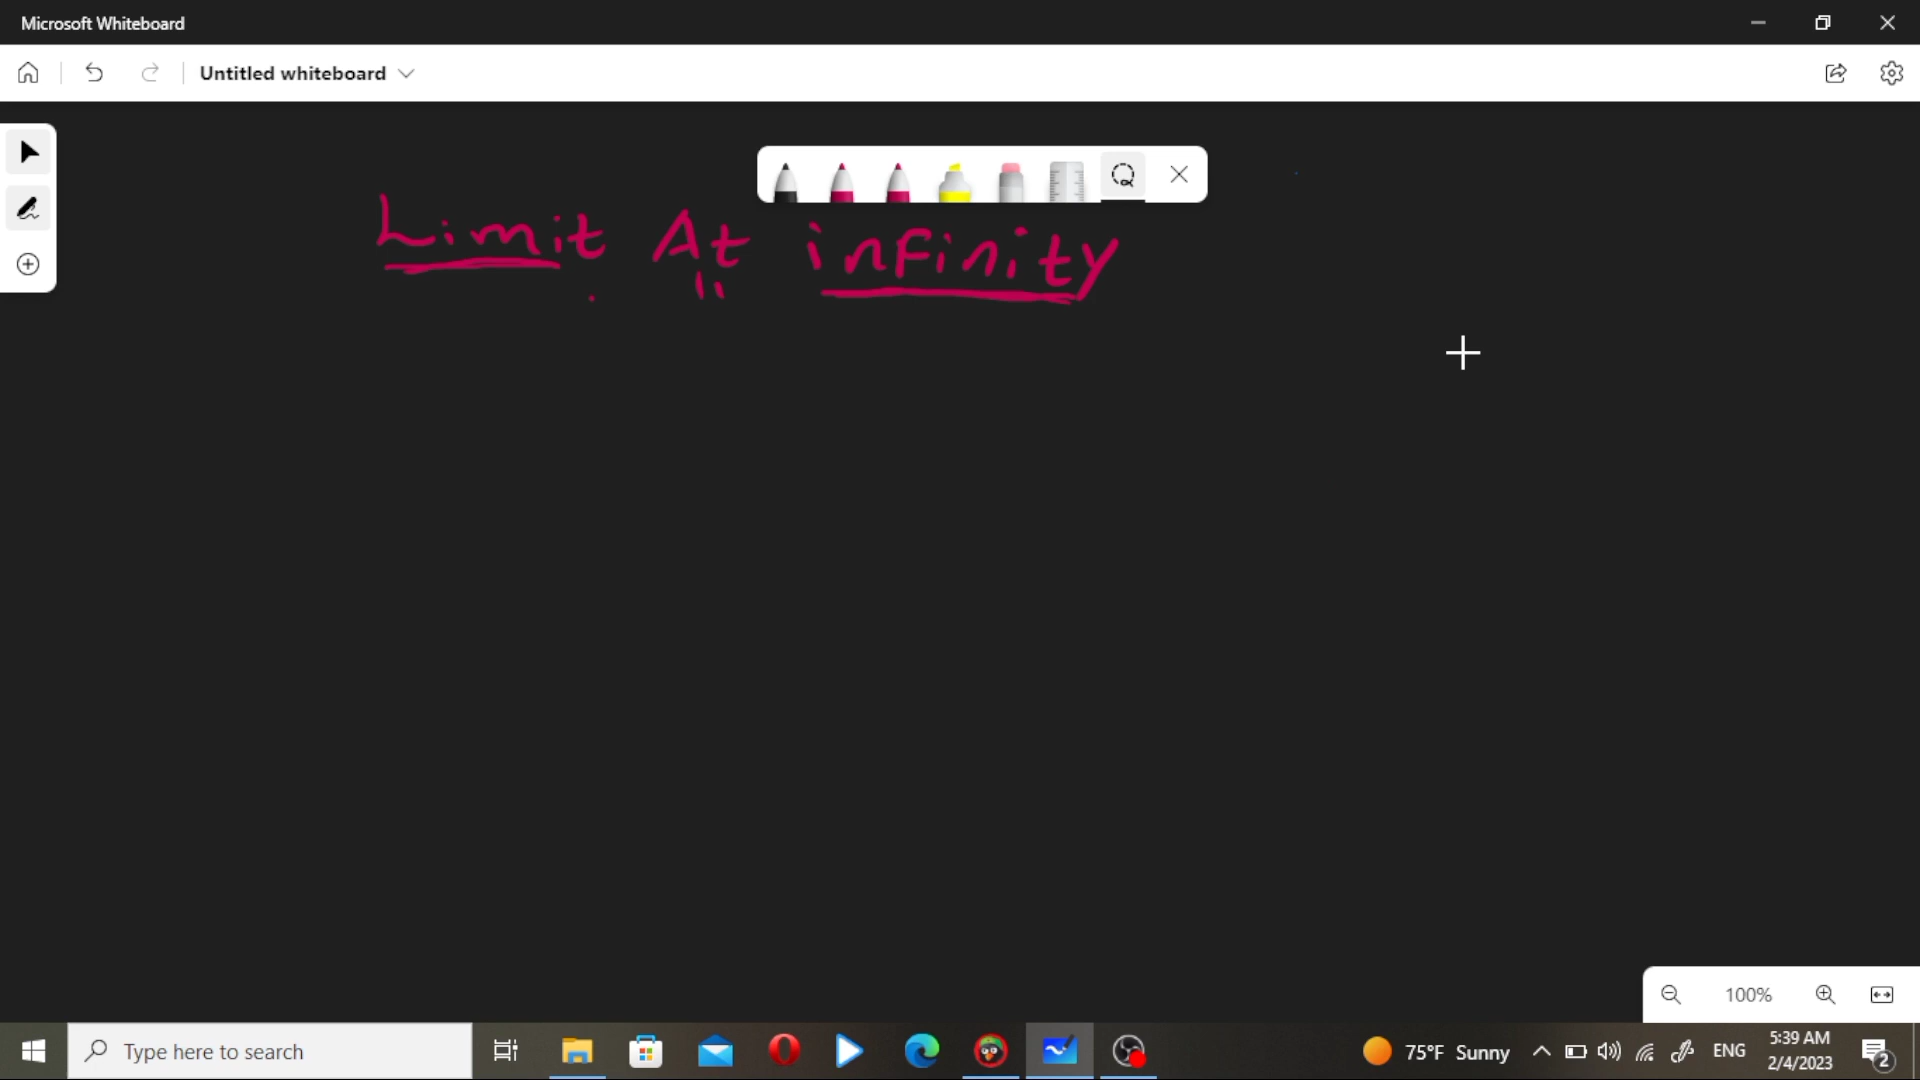 Microsoft Whiteboard
Untitled whiteboard
Limit At infinity
100%
Type here to search
75°F Sunny
ENG
5:39 AM
2/4/2023
2